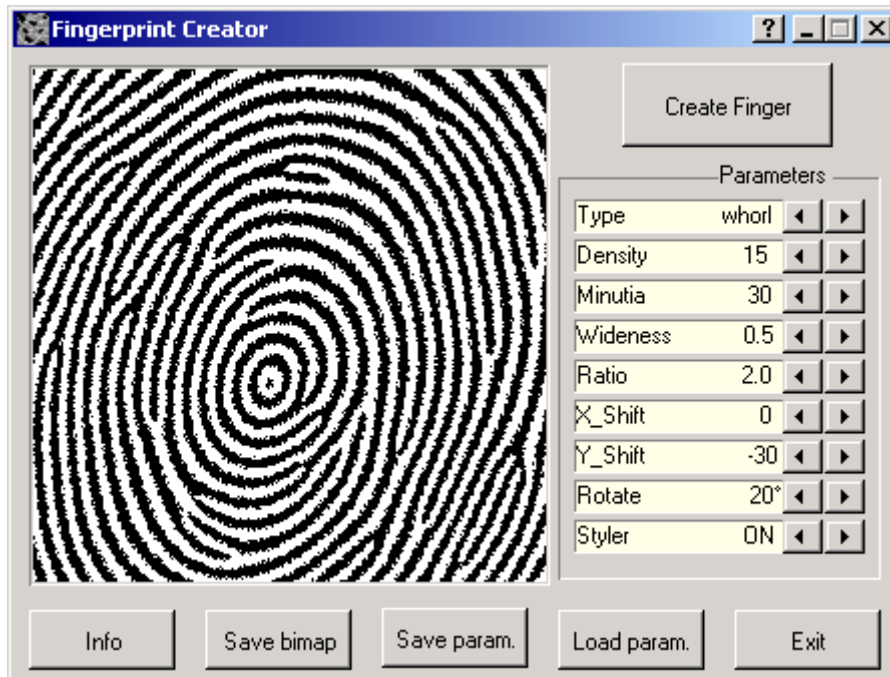 Fingerprint Creator
Create Finger
Parameters
Type whorl
Density 15
Minutia 30
Wideness 0.5
Ratio 2.0
X_Shift 0
Y_Shift -30
Rotate 20°
Styler ON
Info Save bimap Save param. Load param. Exit